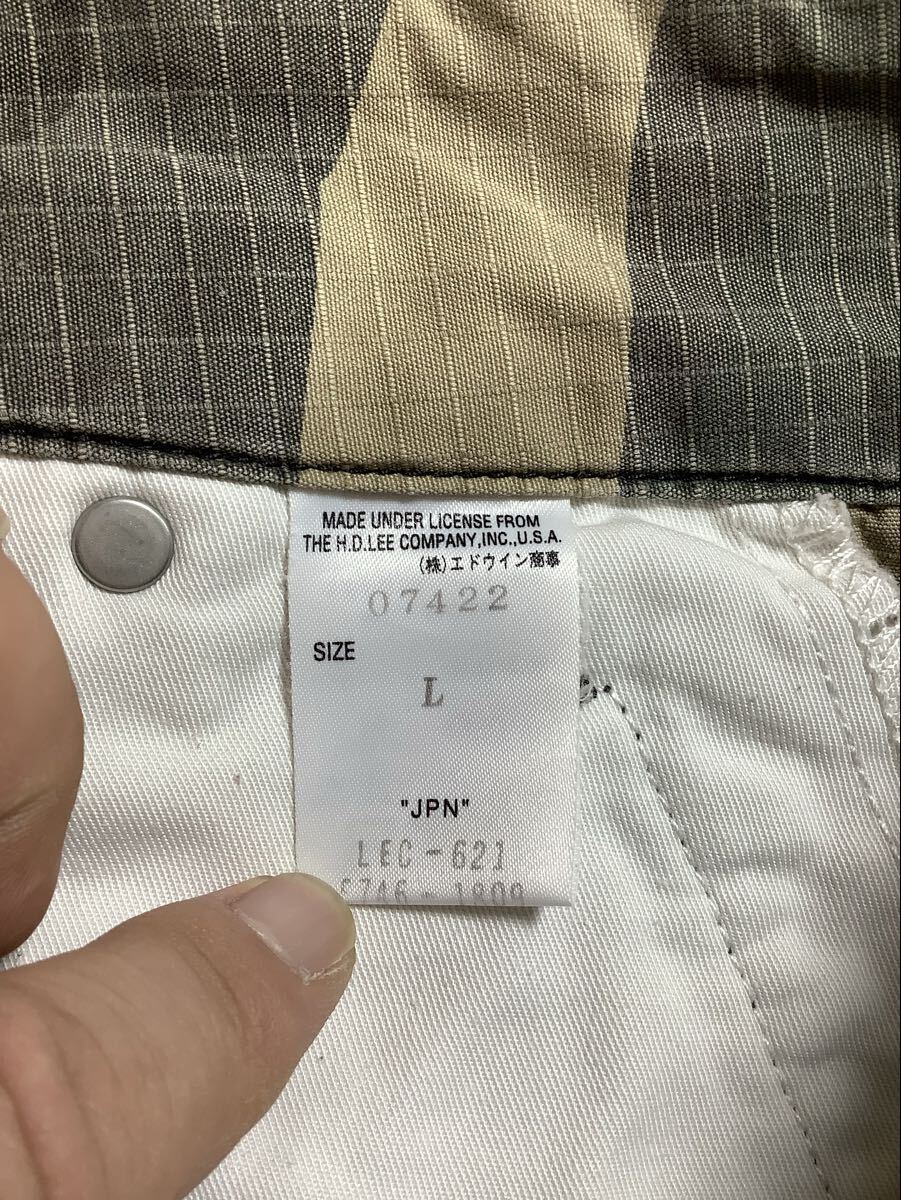 MADE UNDER LICENSE FROM
THE H.D.LEE COMPANY,INC.,U.S.A.
(株)エドウイン商事
07422
SIZE
L
"JPN"
LEC-621